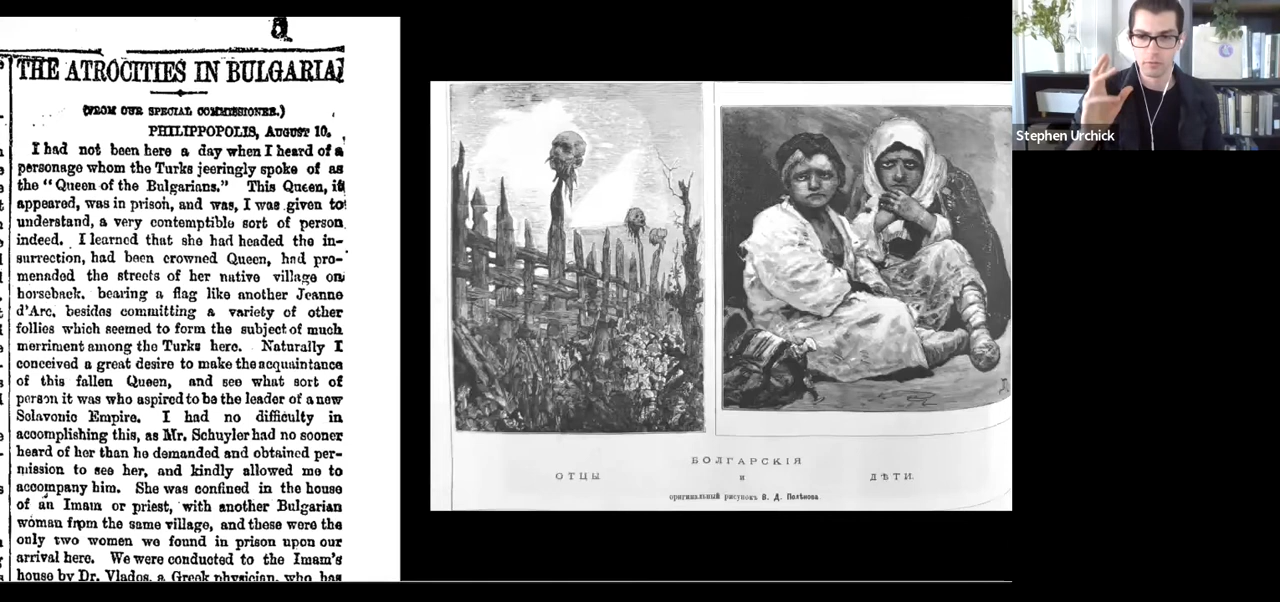 THE ATROCITIES IN BULGARIA
(FROM OUR SPECIAL COMMISSIONER.)
PHILIPPOPOLIS, AUGUST 10.
I had not been here a day when I heard of a
personage whom the Turks jeeringly spoke of as
the "Queen of the Bulgarians." This Queen, it
appeared, was in prison, and was, I was given to
understand, a very contemptible sort of person
indeed. I learned that she had headed the in-
surrection, had been crowned Queen, had pro-
menaded the streets of her native village on
horseback, bearing a flag like another Jeanne
d'Arc, besides committing a variety of other
follies which seemed to form the subject of much
merriment among the Turks here. Naturally I
conceived a great desire to make the acquaintance
of this fallen Queen, and see what sort of
person it was who aspired to be the leader of a new
Sclavonic Empire. I had no difficulty in
accomplishing this, as Mr. Schuyler had no sooner
heard of her than he demanded and obtained per-
mission to see her, and kindly allowed me to
accompany him. She was confined in the house
of an Imam or priest, with another Bulgarian
woman from the same village, and these were the
only two women we found in prison upon our
arrival here. We were conducted to the Imam's
house by Dr. Vlados, a Greek physician, who has
БОЛГАРСКІЯ
ОТЦЫ и ДѢТИ.
оригинальный рисунокъ В. Д. Полѣнова
Stephen Urchick